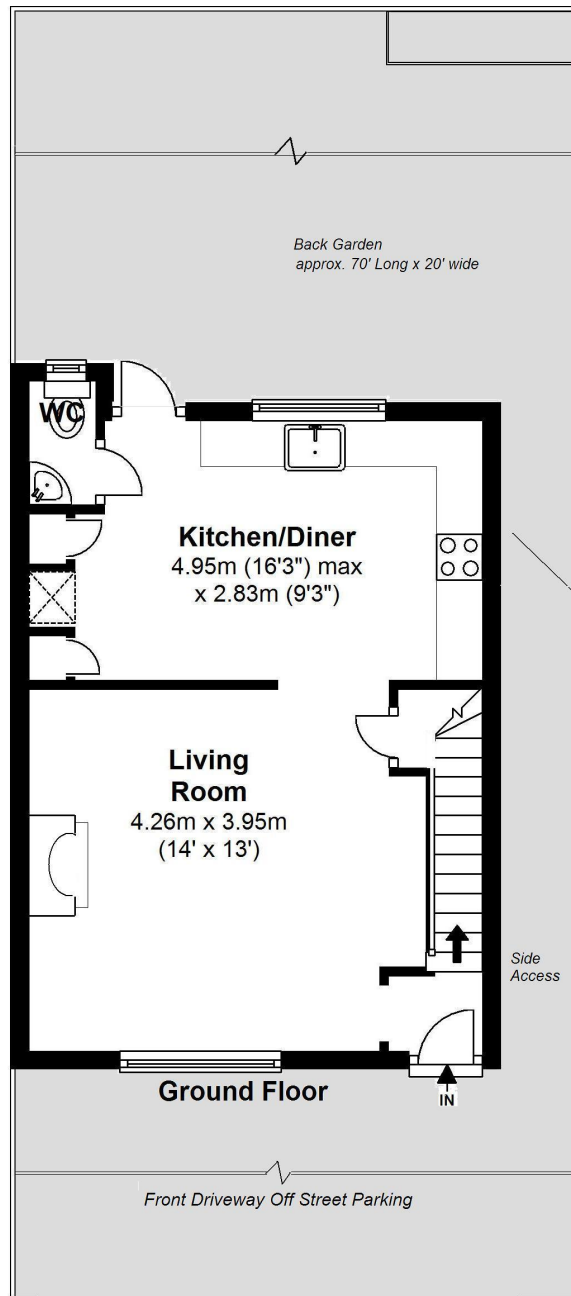 Back Garden
approx. 70' Long x 20' wide
WC
Kitchen/Diner
4.95m (16'3") max
x 2.83m (9'3")
Living
Room
4.26m x 3.95m
(14' x 13')
Side
Access
Ground Floor
IN
Front Driveway Off Street Parking